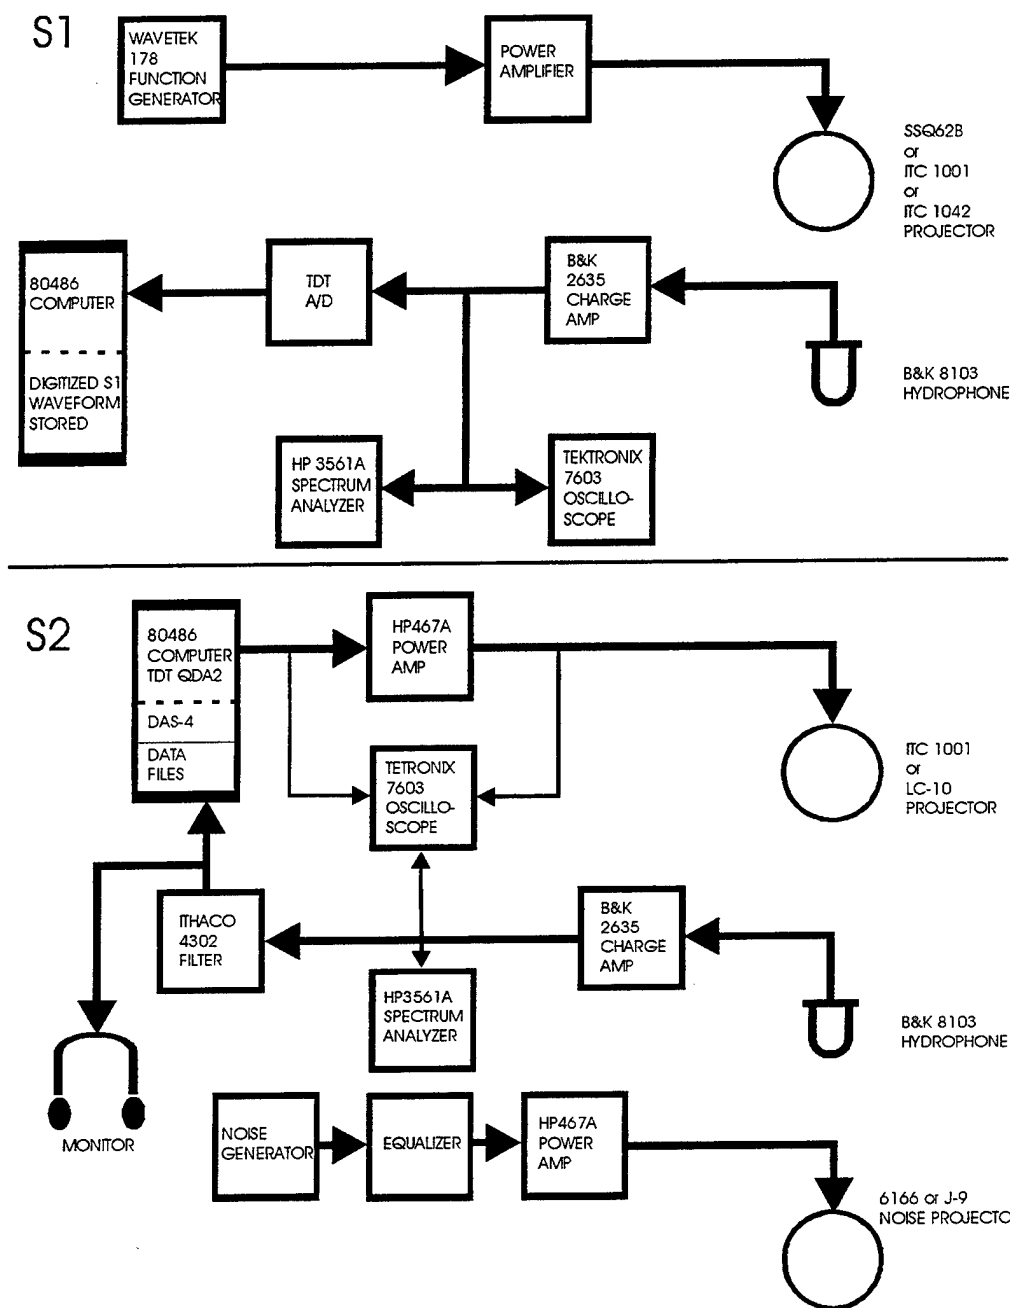 S1
WAVETEK
178
FUNCTION
GENERATOR
POWER
AMPLIFIER
SSQ62B
or
ITC 1001
or
ITC 1042
PROJECTOR
80486
COMPUTER
DIGITIZED S1
WAVEFORM
STORED
TDT
A/D
B&K
2635
CHARGE
AMP
B&K 8103
HYDROPHONE
HP 3561A
SPECTRUM
ANALYZER
TEKTRONIX
7603
OSCILLO-
SCOPE
S2
80486
COMPUTER
TDT QDA2
DAS-4
DATA
FILES
HP467A
POWER
AMP
TETRONIX
7603
OSCILLO-
SCOPE
ITC 1001
or
LC-10
PROJECTOR
ITHACO
4302
FILTER
B&K
2635
CHARGE
AMP
HP3561A
SPECTRUM
ANALYZER
B&K 8103
HYDROPHONE
MONITOR
NOISE
GENERATOR
EQUALIZER
HP467A
POWER
AMP
6166 or J-9
NOISE PROJECTO